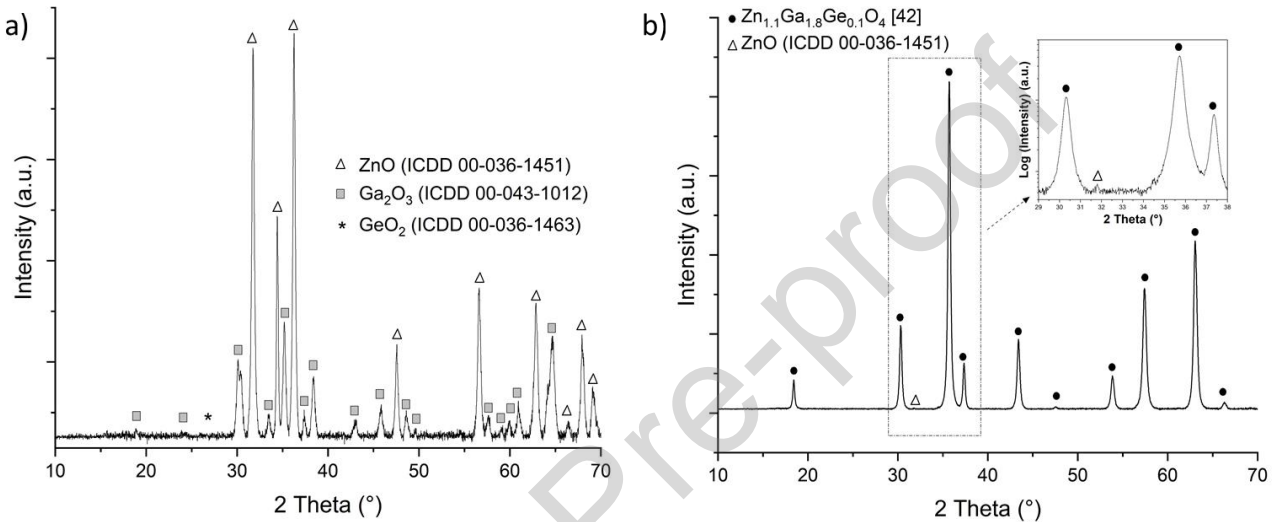 a)
Intensity (a.u.)
△ ZnO (ICDD 00-036-1451)
■ Ga₂O₃ (ICDD 00-043-1012)
* GeO₂ (ICDD 00-036-1463)
10 20 30 40 50 60 70
2 Theta (°)
b)
Intensity (a.u.)
● Zn₁.₁Ga₁.₈Ge₀.₁O₄ [42]
△ ZnO (ICDD 00-036-1451)
Log (Intensity) (a.u.)
29 30 31 32 33 34 35 36 37 38
2 Theta (°)
10 20 30 40 50 60 70
2 Theta (°)
Pre-proof